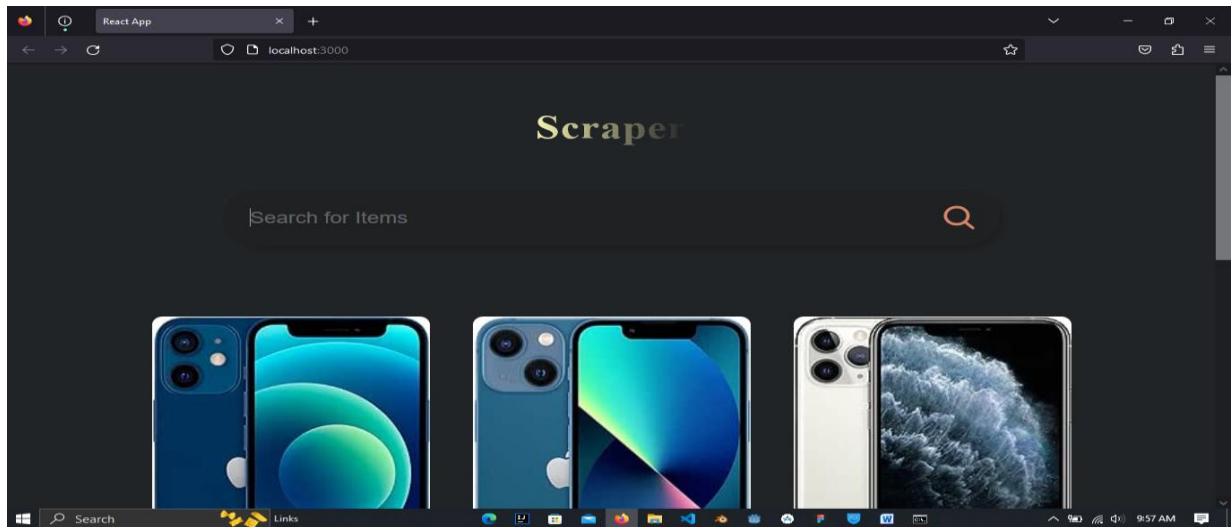 React App
localhost:3000
Scraper
Search for Items
Search
Links
W
9:57 AM